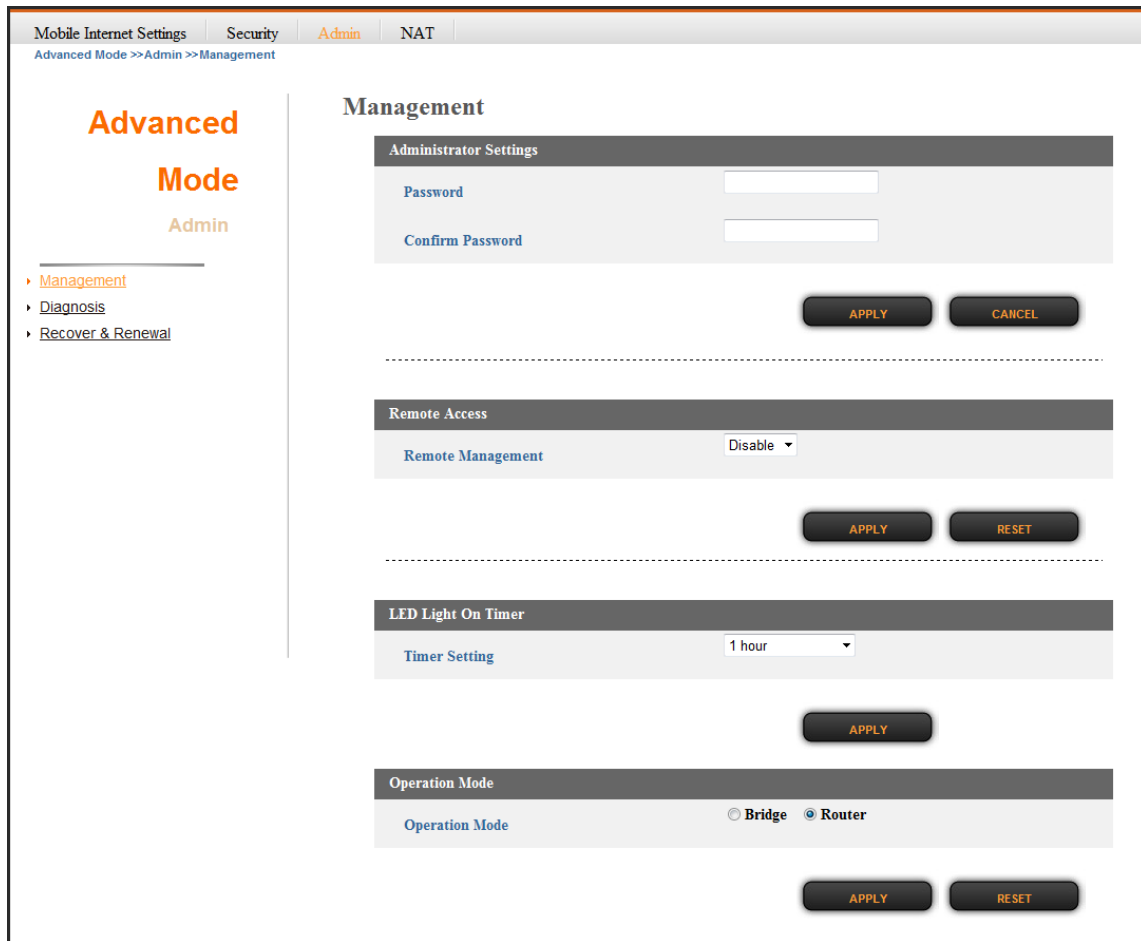 Mobile Internet Settings Security Admin NAT
Advanced Mode >>Admin >>Management
Advanced
Mode
Admin
Management
Diagnosis
Recover & Renewal
Management
Administrator Settings
Password
Confirm Password
APPLY CANCEL
Remote Access
Remote Management Disable
APPLY RESET
LED Light On Timer
Timer Setting 1 hour
APPLY
Operation Mode
Operation Mode Bridge Router
APPLY RESET